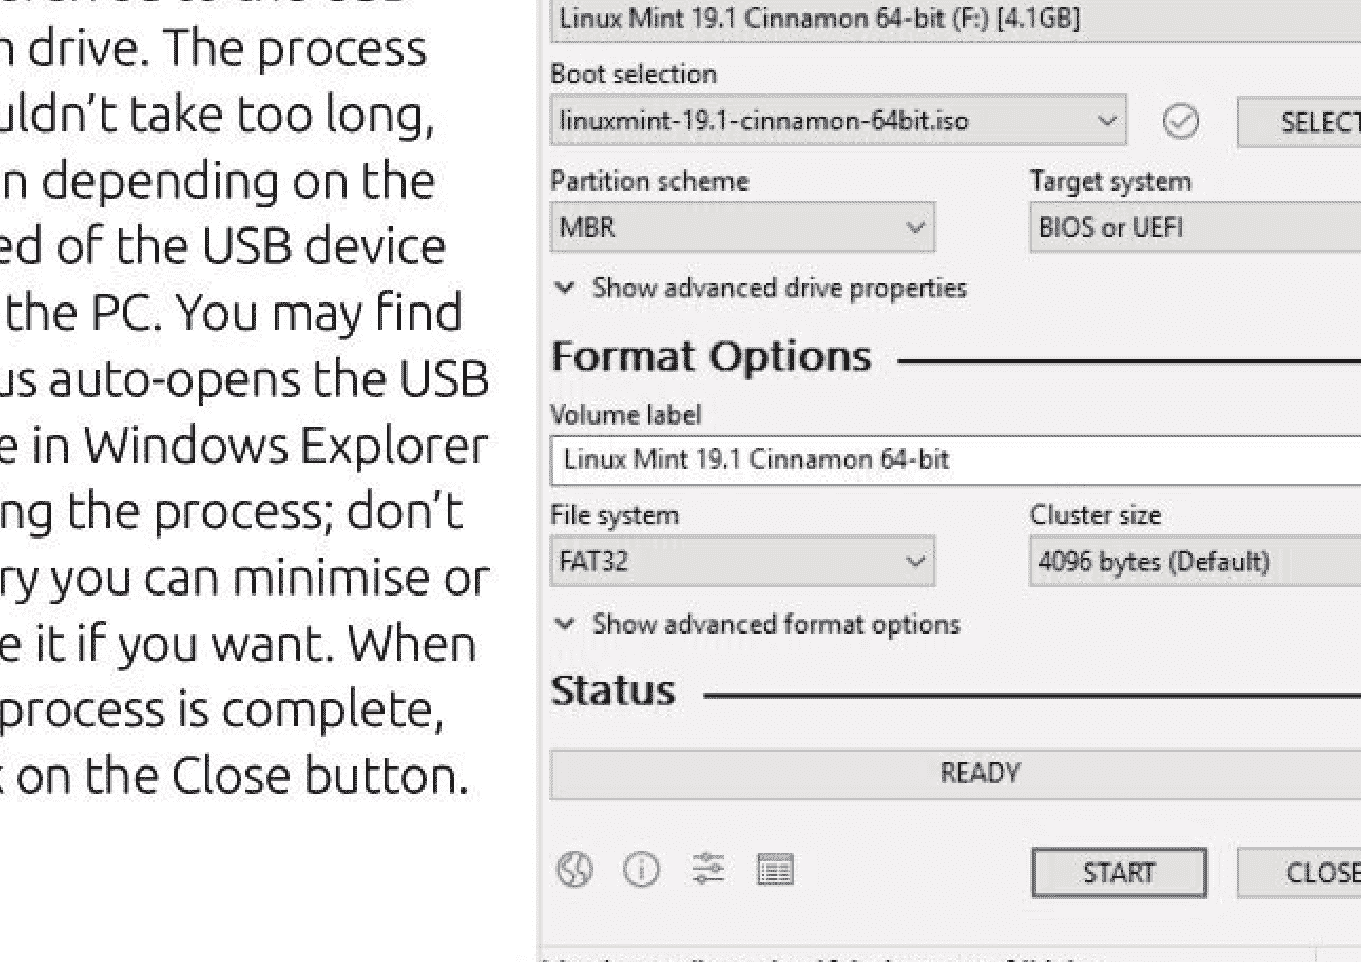 n drive. The process
uldn't take too long,
n depending on the
ed of the USB device
the PC. You may find
us auto-opens the USB
e in Windows Explorer
ng the process; don't
ry you can minimise or
e it if you want. When
process is complete,
on the Close button.
Linux Mint 19.1 Cinnamon 64-bit (F:) [4.1GB]
Boot selection
linuxmint-19.1-cinnamon-64bit.iso
SELECT
Partition scheme
Target system
MBR
BIOS or UEFI
Show advanced drive properties
Format Options
Volume label
Linux Mint 19.1 Cinnamon 64-bit
File system
Cluster size
FAT32
4096 bytes (Default)
Show advanced format options
Status
READY
START
CLOSE